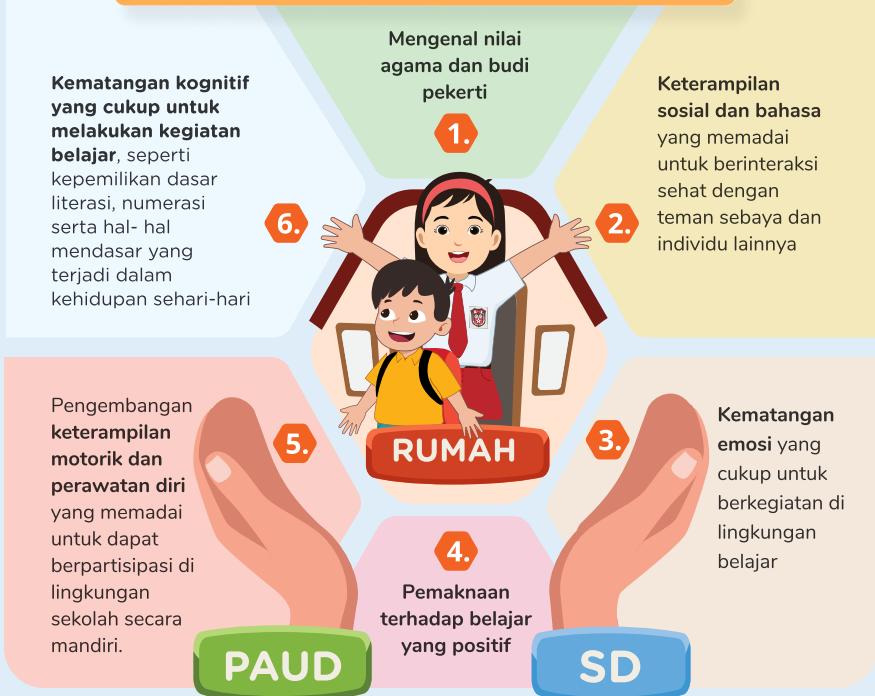 Mengenal nilai
agama dan budi
pekerti
1.
Keterampilan
sosial dan bahasa
yang memadai
untuk berinteraksi
sehat dengan
teman sebaya dan
individu lainnya
2.
Kematangan
emosi yang
cukup untuk
berkegiatan di
lingkungan
belajar
3.
4.
Pemaknaan
terhadap belajar
yang positif
Pengembangan
keterampilan
motorik dan
perawatan diri
yang memadai
untuk dapat
berpartisipasi di
lingkungan
sekolah secara
mandiri.
5.
Kematangan kognitif
yang cukup untuk
melakukan kegiatan
belajar, seperti
kepemilikan dasar
literasi, numerasi
serta hal- hal
mendasar yang
terjadi dalam
kehidupan sehari-hari
6.
RUMAH
PAUD
SD